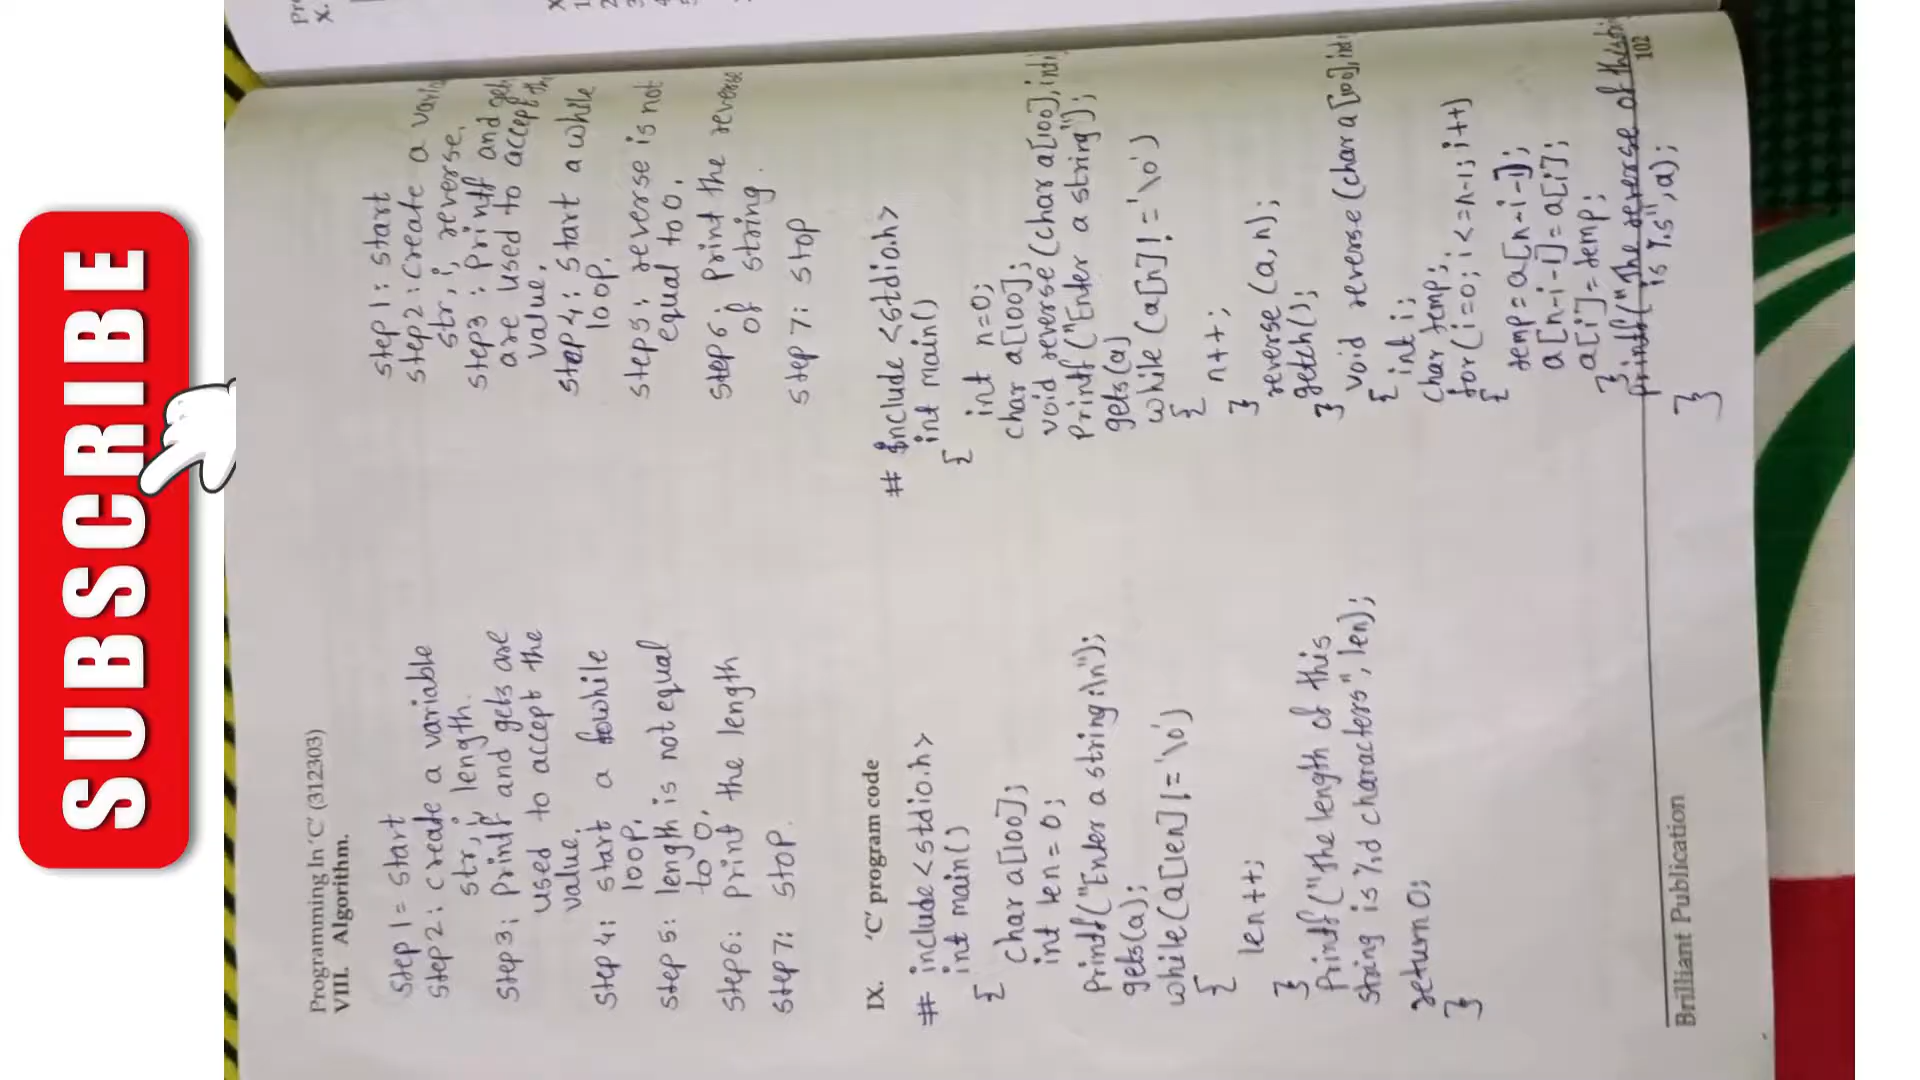 SUBSCRIBE
Programming In 'C' (312303)
VIII. Algorithm.
step 1= start
step 2: create a variable
str, i, length.
step 3: printf and gets are
used to accept the
value.
step 4: start a while
loop.
step 5: length is not equal
to 0.
step 6: print the length
step 7: stop.
IX. 'C' program code
# include <stdio.h>
int main()
{
char a[100];
int len = 0;
printf("Enter a string:\n");
gets(a);
while(a[len] != '\0')
{
len++;
}
printf("The length of this
string is %d characters", len);
return 0;
}
step 1: start
step 2: create a
str, i, reverse.
step 3: printf and
are used to accept
value.
step 4: start a while
loop.
step 5: reverse is not
equal to 0.
step 6: print the reverse
of string.
step 7: stop
# include <stdio.h>
int main()
{
int n=0;
char a[100];
void reverse(char a[100], int
printf("Enter a string");
gets(a)
while(a[n] != '\0')
{
n++;
}
reverse(a,n);
getch();
}
void reverse(char a[100], int
{
int i;
char temp;
for(i=0; i<=n-1; i++)
{
temp = a[n-i-1];
a[n-i-1] = a[i];
a[i] = temp;
}
printf("The reverse of
is %s", a);
}
Brilliant Publication
102